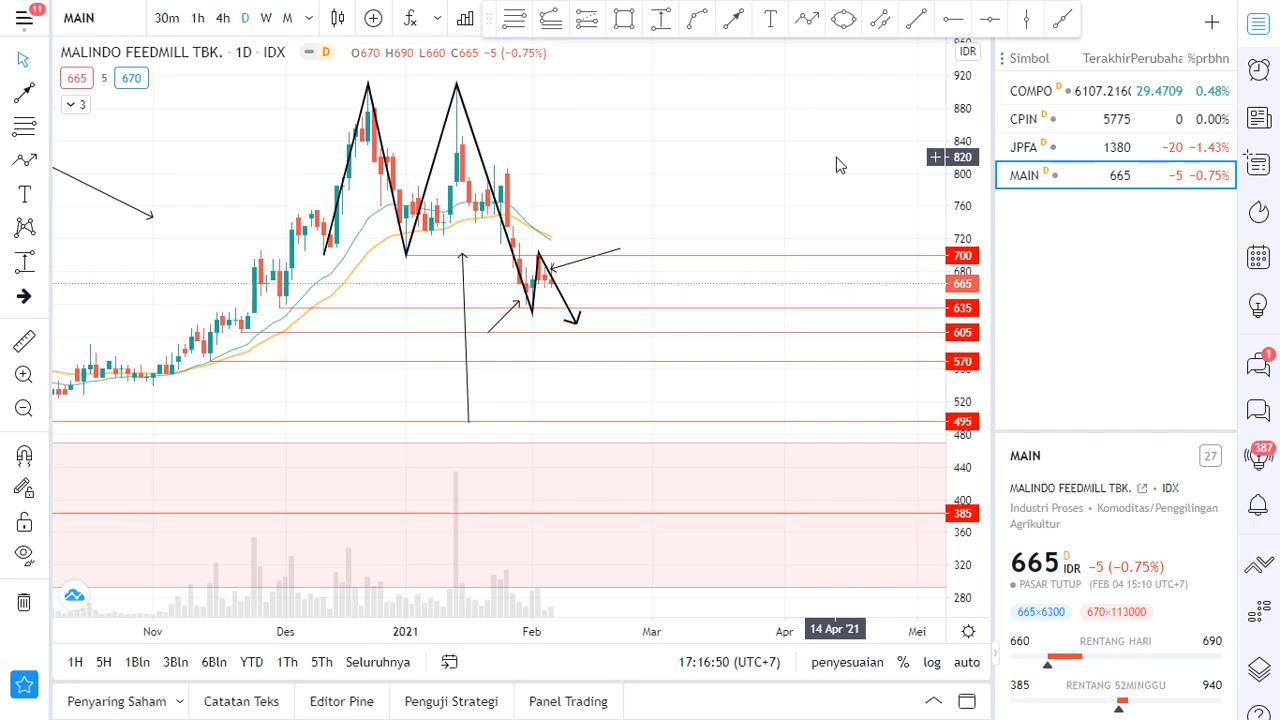 11
MAIN
30m 1h 4h D W M
MALINDO FEEDMILL TBK. · 1D · IDX D O670 H690 L660 C665 −5 (−0.75%)
665 5 670
3
IDR
920
880
840
820
800
760
720
700
680
665
635
605
570
520
495
480
440
400
385
360
320
280
Nov Des 2021 Feb Mar Apr 14 Apr '21 Mei
1H 5H 1Bln 3Bln 6Bln YTD 1Th 5Th Seluruhnya 17:16:50 (UTC+7) penyesuaian % log auto
Penyaring Saham Catatan Teks Editor Pine Penguji Strategi Panel Trading
Simbol Terakhir Perubaha %prbhn
COMPO D 6107.2160 29.4709 0.48%
CPIN D 5775 0 0.00%
JPFA D 1380 −20 −1.43%
MAIN D 665 −5 −0.75%
MAIN 27
MALINDO FEEDMILL TBK. • IDX
Industri Proses • Komoditas/Penggilingan
Agrikultur
665 D IDR −5 (−0.75%)
PASAR TUTUP (FEB 04 15:10 UTC+7)
665×6300 670×113000
660 RENTANG HARI 690
385 RENTANG 52MINGGU 940
1
387